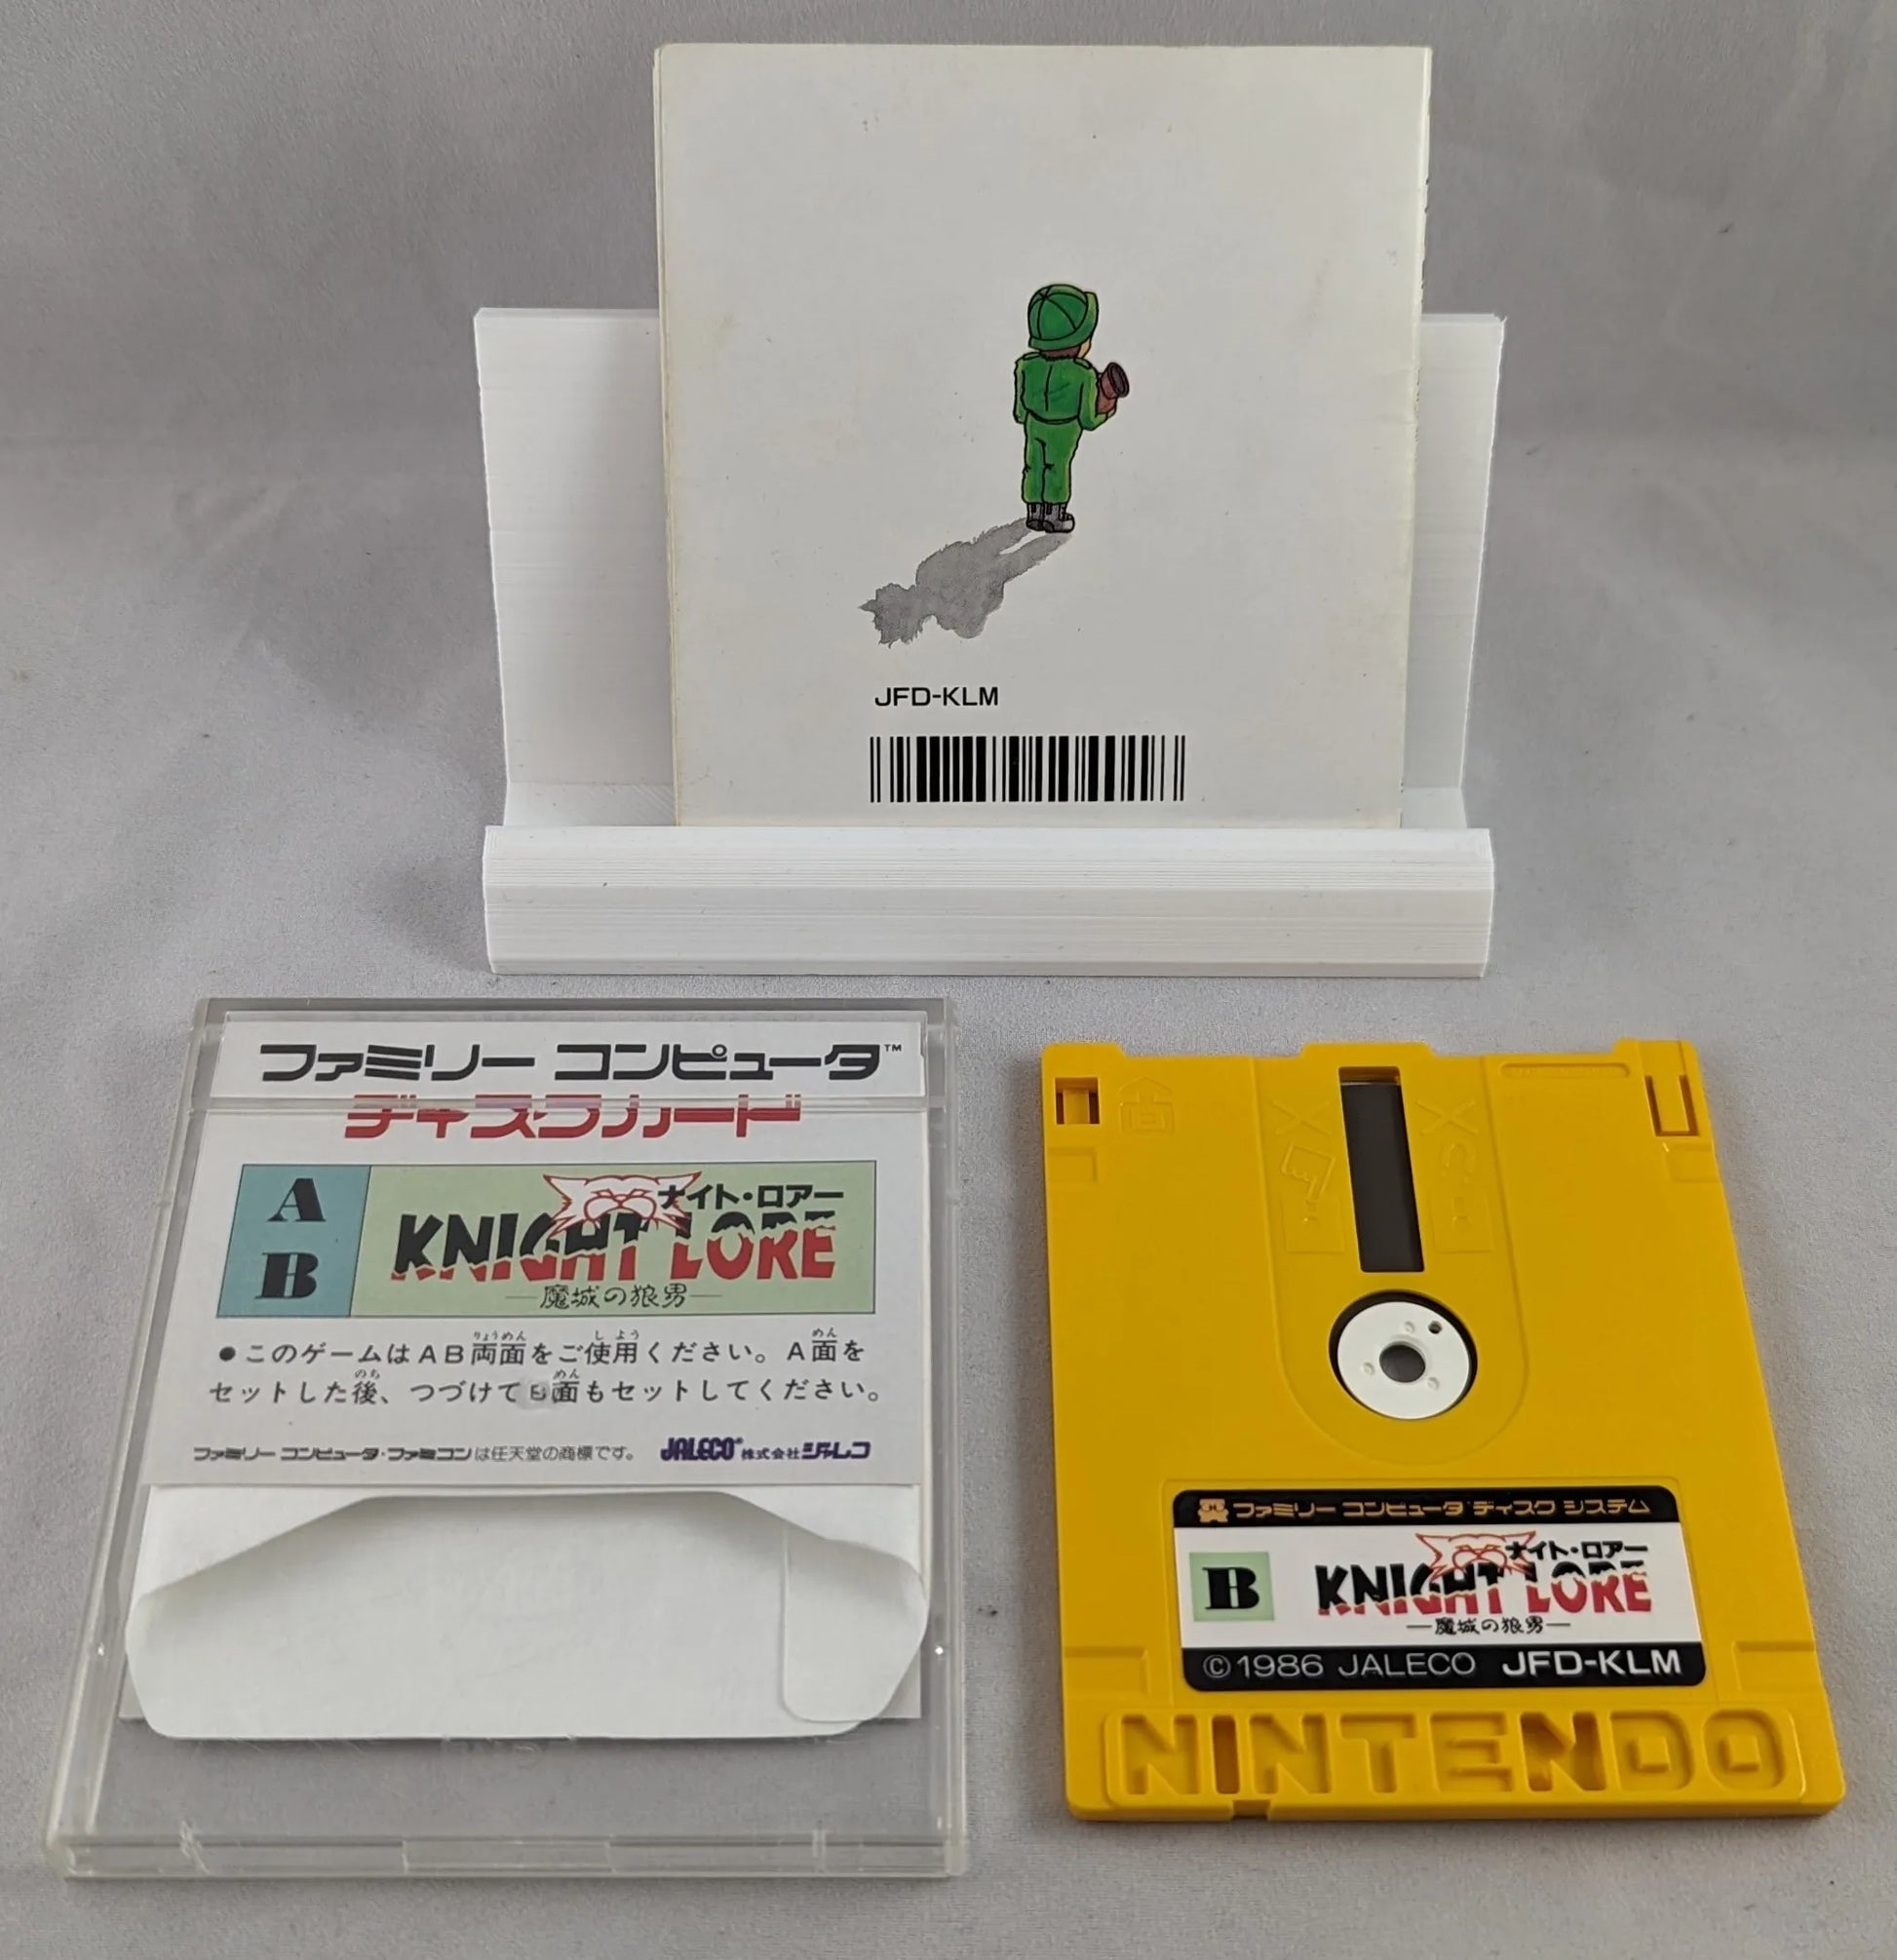 JFD-KLM
ファミリー コンピュータ™
ディスクカード
A
B
ナイト・ロアー
KNIGHT LORE
—魔城の狼男—
●このゲームはAB両面をご使用ください。A面を
セットした後、つづけてB面もセットしてください。
ファミリー コンピュータ・ファミコンは任天堂の商標です。 JALECO® 株式会社ジャレコ
ファミリー コンピュータ ディスク システム
B
ナイト・ロアー
KNIGHT LORE
—魔城の狼男—
©1986 JALECO JFD-KLM
NINTENDO